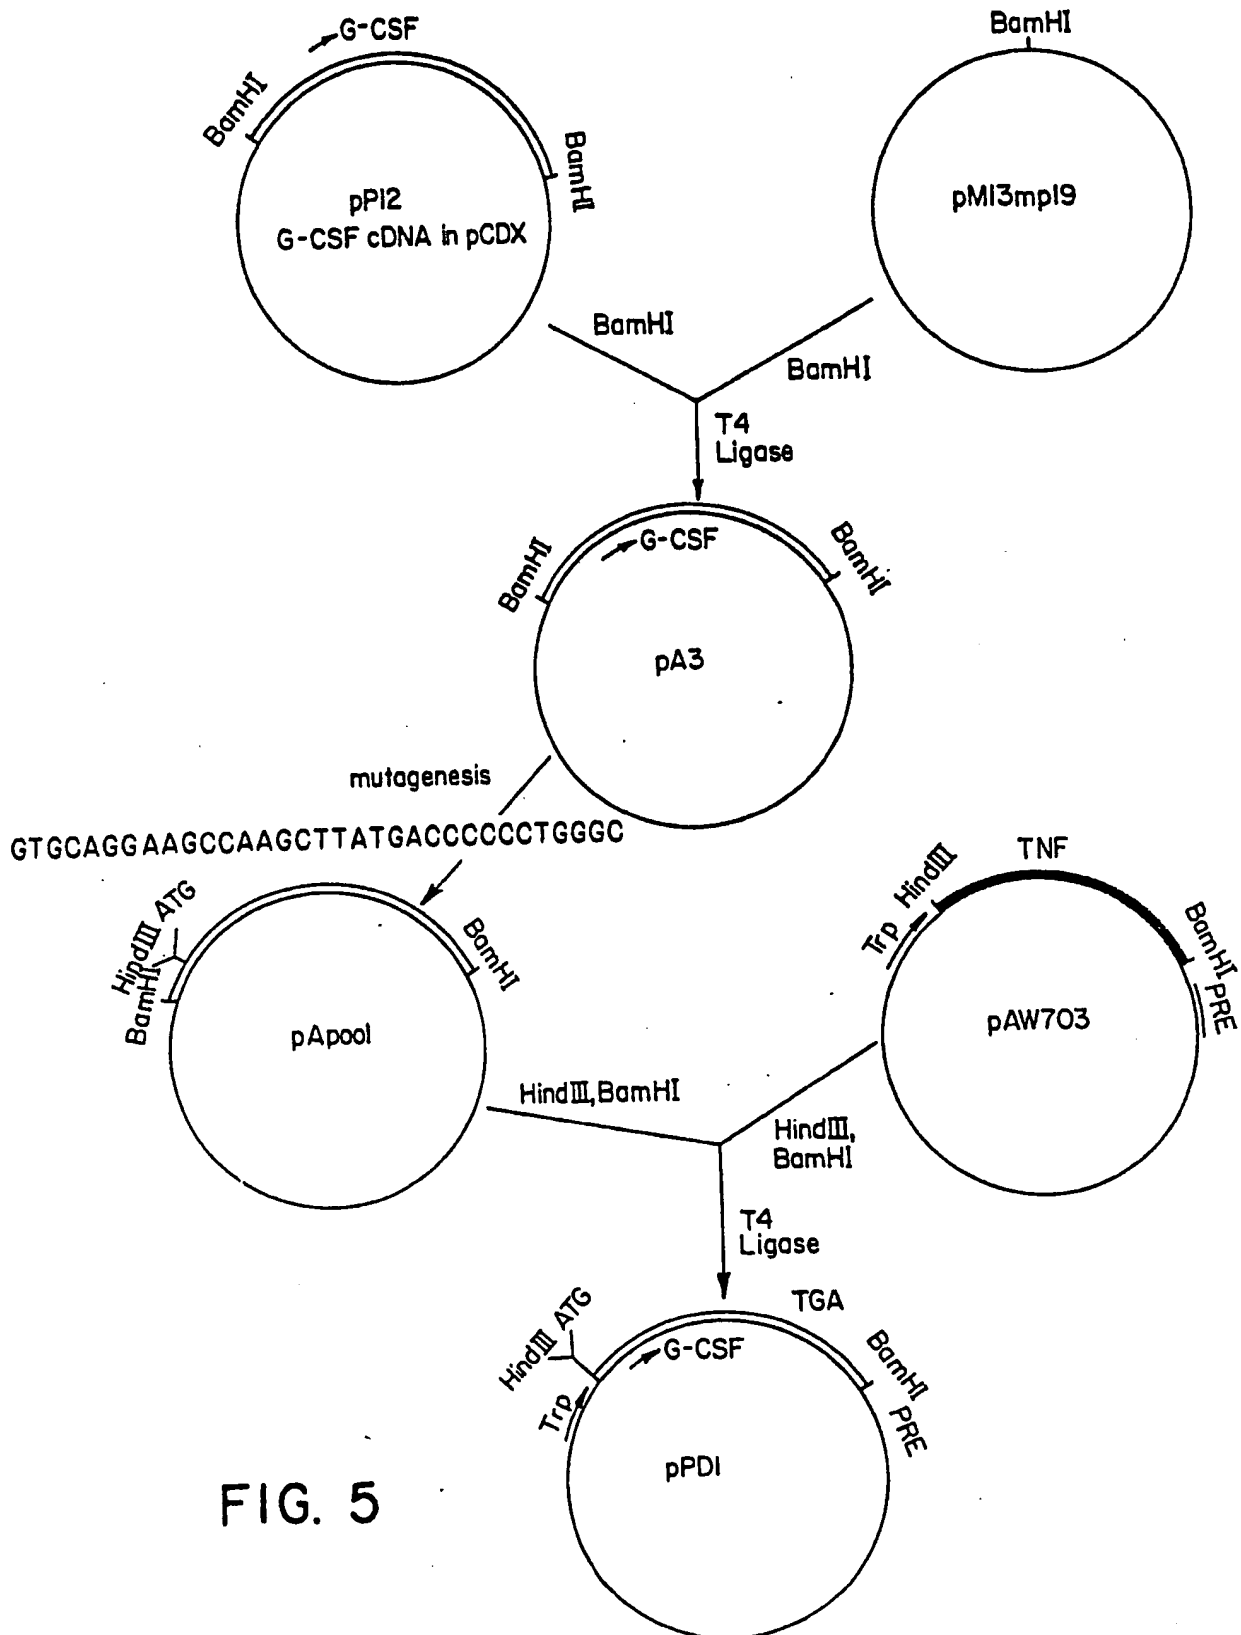 G-CSF
BamHI
BamHI
pP12
G-CSF cDNA in pCDX
BamHI
pM13mp19
BamHI
BamHI
T4
Ligase
BamHI
G-CSF
BamHI
pA3
mutagenesis
GTGCAGGAAGCCAAGCTTATGACCCCCCTGGGC
HindIII
ATG
BamHI
BamHI
pApool
TNF
HindIII
Trp
BamHI
PRE
pAW703
HindIII, BamHI
HindIII,
BamHI
T4
Ligase
HindIII
ATG
TGA
G-CSF
BamHI
Trp
PRE
pPD1
FIG. 5